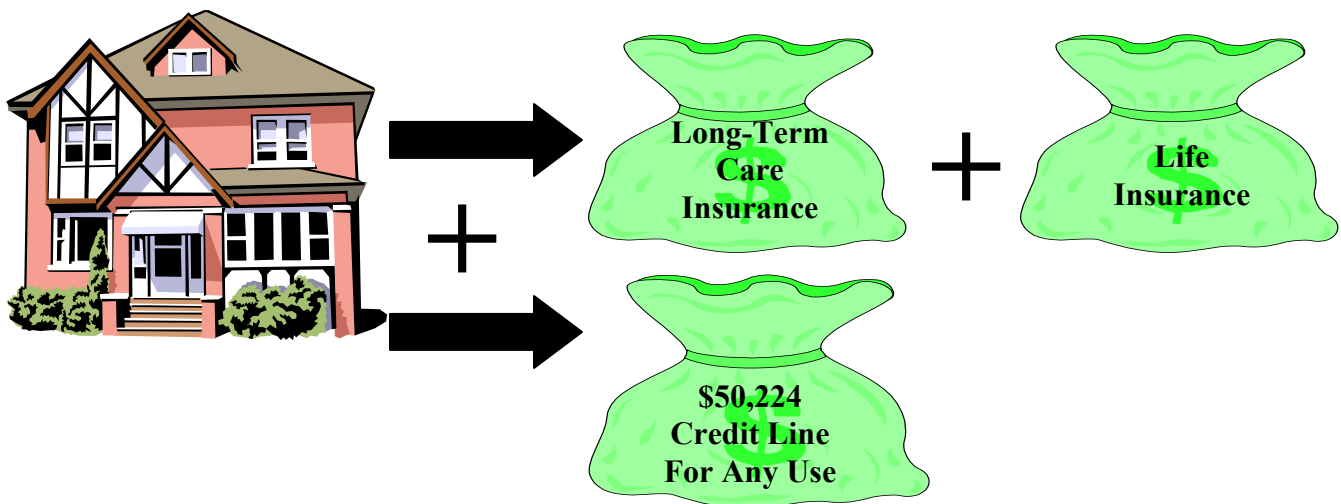 Long-Term
Care
Insurance
Life
Insurance
$50,224
Credit Line
For Any Use